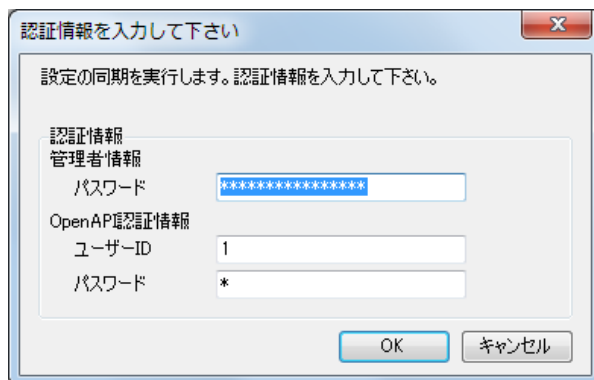 認証情報を入力して下さい
設定の同期を実行します。認証情報を入力して下さい。
認証情報
管理者情報
パスワード ****************
OpenAPI認証情報
ユーザーID 1
パスワード *
OK キャンセル